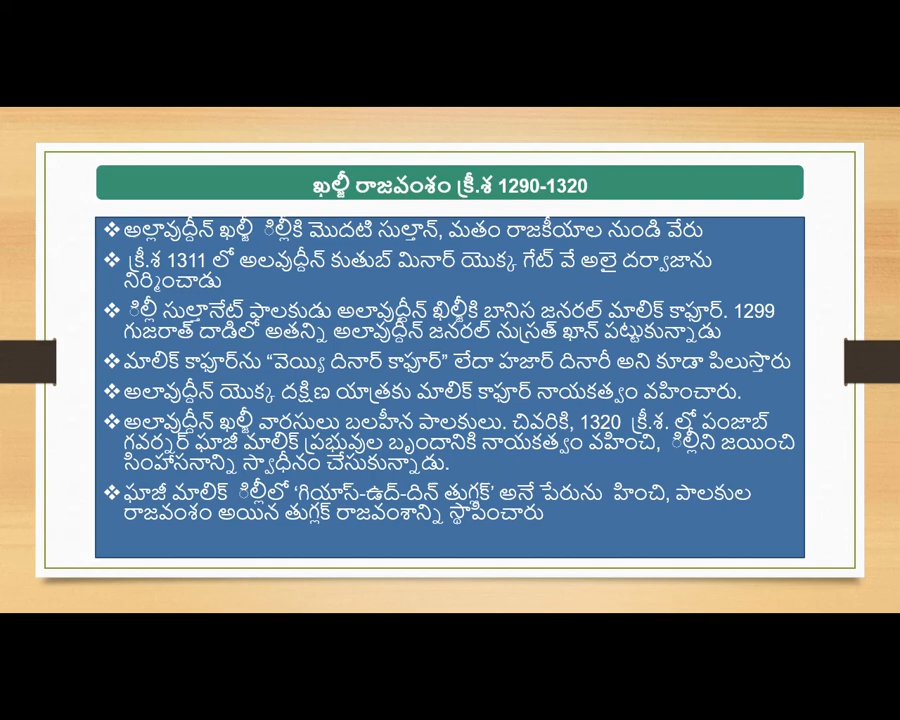 ఖల్జీ రాజవంశం క్రీ.శ 1290-1320
❖ అల్లావుద్దీన్ ఖల్జీ ిల్లీకి మొదటి సుల్తాన్, మతం రాజకీయాల నుండి వేరు
❖ క్రీ.శ 1311 లో అలవుద్దీన్ కుతుబ్ మినార్ యొక్క గేట్ వే అలై దర్వాజాను
నిర్మించాడు
❖ ిల్లీ సుల్తానేట్ పాలకుడు అలావుద్దీన్ ఖిల్జీకి బానిస జనరల్ మాలిక్ కాఫూర్. 1299
గుజరాత్ దాడిలో అతన్ని అలావుద్దీన్ జనరల్ నుస్రత్ ఖాన్ పట్టుకున్నాడు
❖ మాలిక్ కాఫూర్‌ను “వెయ్యి దినార్ కాఫూర్” లేదా హజార్ దినారీ అని కూడా పిలుస్తారు
❖ అలావుద్దీన్ యొక్క దక్షిణ యాత్రకు మాలిక్ కాఫూర్ నాయకత్వం వహించారు.
❖ అలావుద్దీన్ ఖల్జీ వారసులు బలహీన పాలకులు. చివరికి, 1320 క్రీ.శ. లో పంజాబ్
గవర్నర్ ఘాజీ మాలిక్ ప్రభువుల బృందానికి నాయకత్వం వహించి, ిల్లీని జయించి
సింహాసనాన్ని స్వాధీనం చేసుకున్నాడు.
❖ ఘాజీ మాలిక్ ిల్లీలో ‘గియాస్-ఉద్-దిన్ తుగ్లక్’ అనే పేరును హించి, పాలకుల
రాజవంశం అయిన తుగ్లక్ రాజవంశాన్ని స్థాపించారు